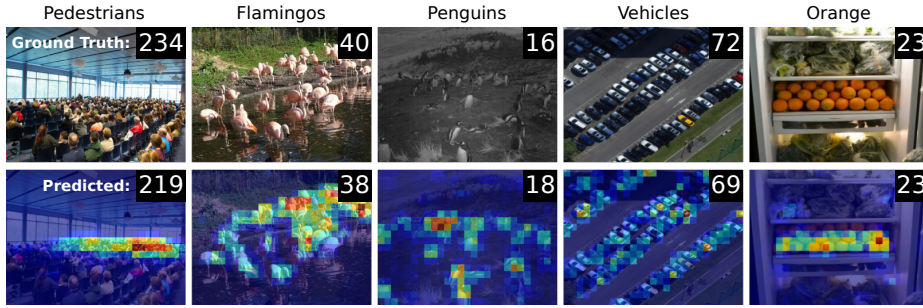 Pedestrians Flamingos Penguins Vehicles Orange
Ground Truth: 234 40 16 72 23
Predicted: 219 38 18 69 23